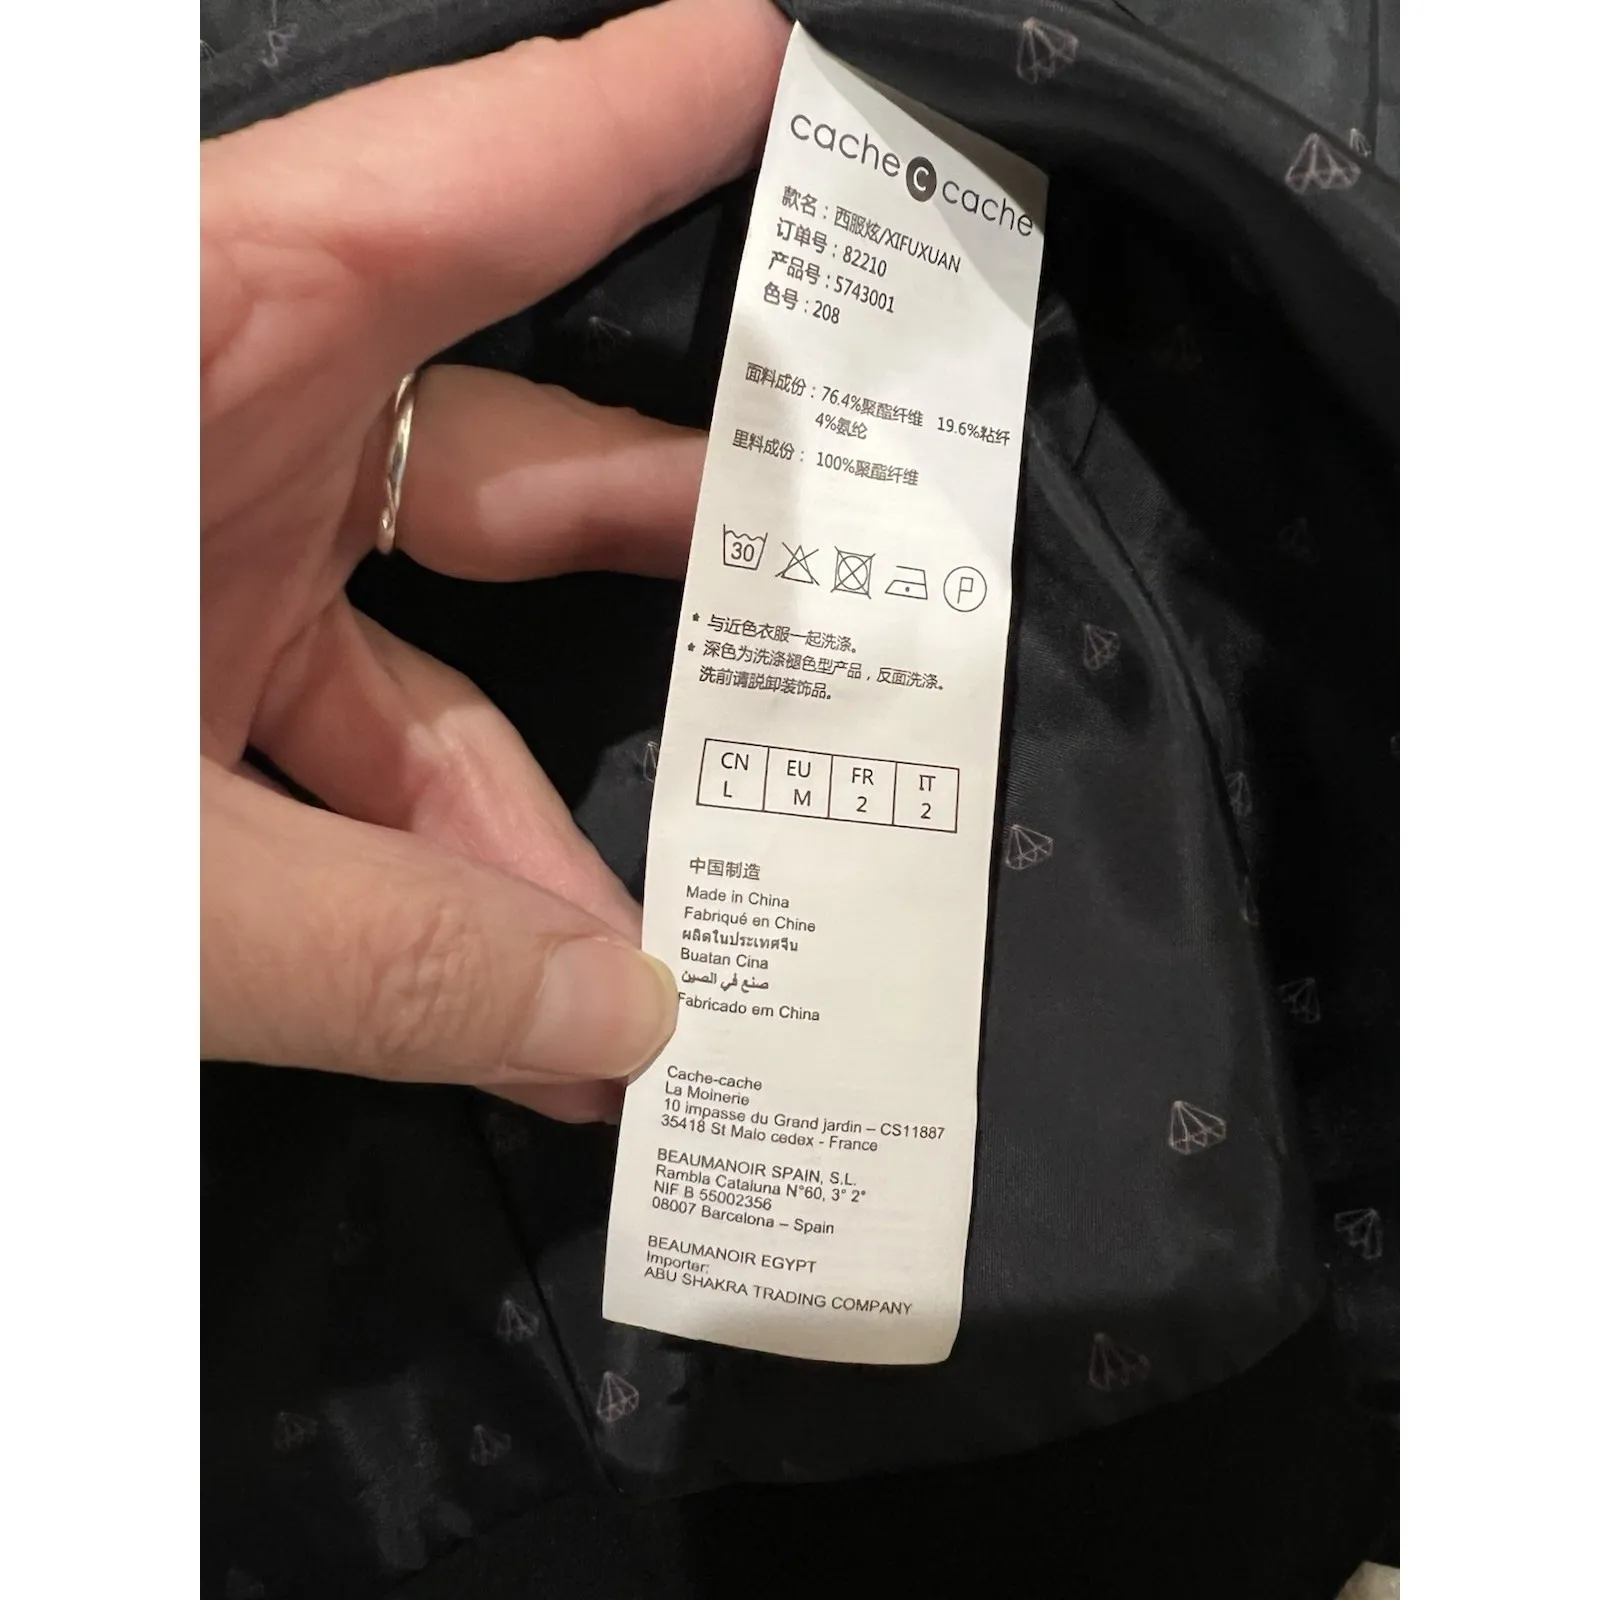 cache c cache
款名：西服炫/XIFUXUAN
订单号：82210
产品号：5743001
色号：208
面料成份：76.4%聚酯纤维 19.6%粘纤
4%氨纶
里料成份： 100%聚酯纤维
30
P
* 与近色衣服一起洗涤。
* 深色为洗涤褪色型产品，反面洗涤。
洗前请脱卸装饰品。
CN EU FR IT
L M 2 2
中国制造
Made in China
Fabriqué en Chine
ผลิตในประเทศจีน
Buatan Cina
صنع في الصين
Fabricado em China
Cache-cache
La Moinerie
10 impasse du Grand jardin – CS11887
35418 St Malo cedex - France
BEAUMANOIR SPAIN, S.L.
Rambla Cataluna N°60, 3° 2°
NIF B 55002356
08007 Barcelona – Spain
BEAUMANOIR EGYPT
Importer:
ABU SHAKRA TRADING COMPANY